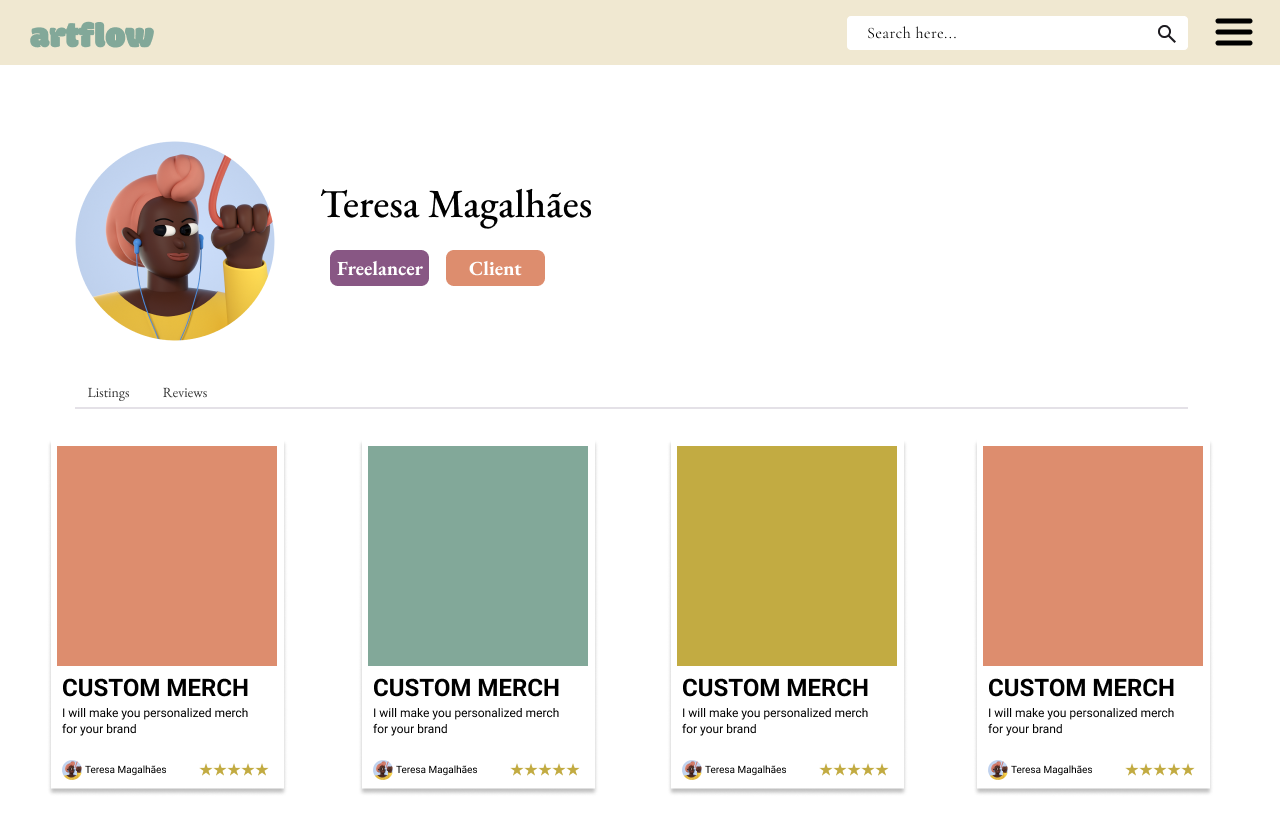 artflow
Search here...
Teresa Magalhães
Freelancer
Client
Listings
Reviews
CUSTOM MERCH
I will make you personalized merch
for your brand
Teresa Magalhães
CUSTOM MERCH
I will make you personalized merch
for your brand
Teresa Magalhães
CUSTOM MERCH
I will make you personalized merch
for your brand
Teresa Magalhães
CUSTOM MERCH
I will make you personalized merch
for your brand
Teresa Magalhães